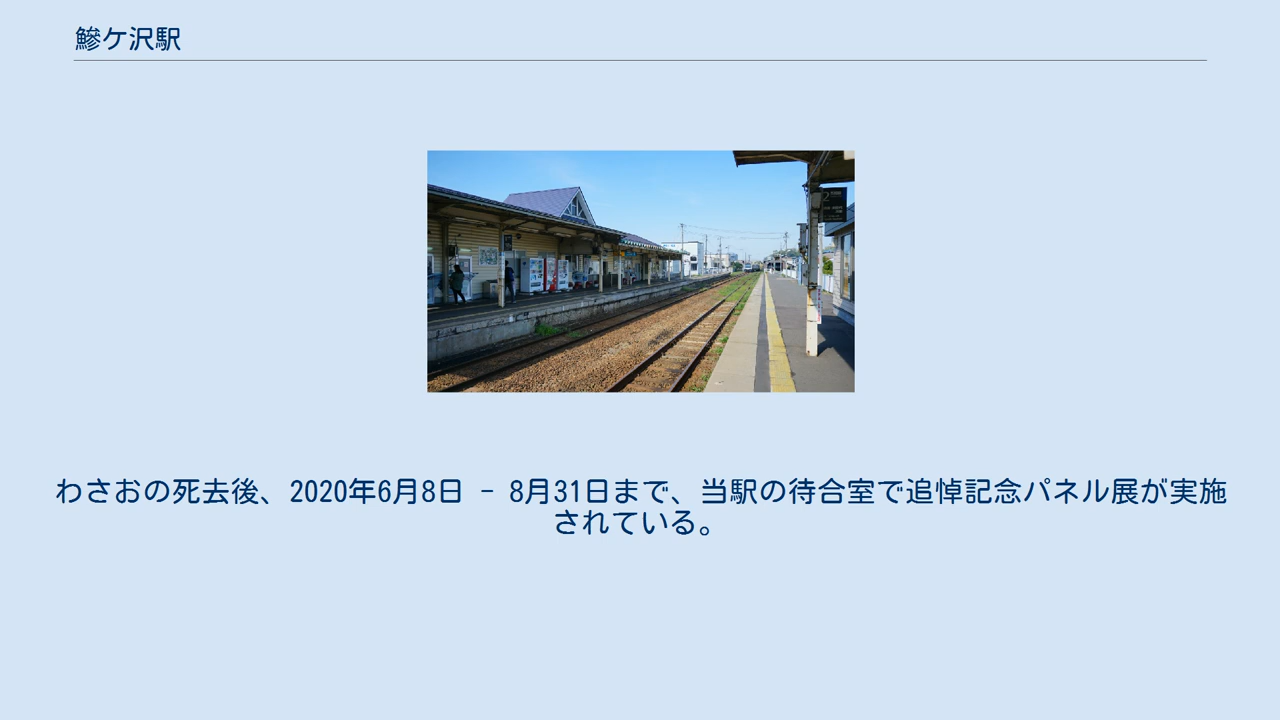 鰺ケ沢駅
2
わさおの死去後、2020年6月8日 - 8月31日まで、当駅の待合室で追悼記念パネル展が実施
されている。